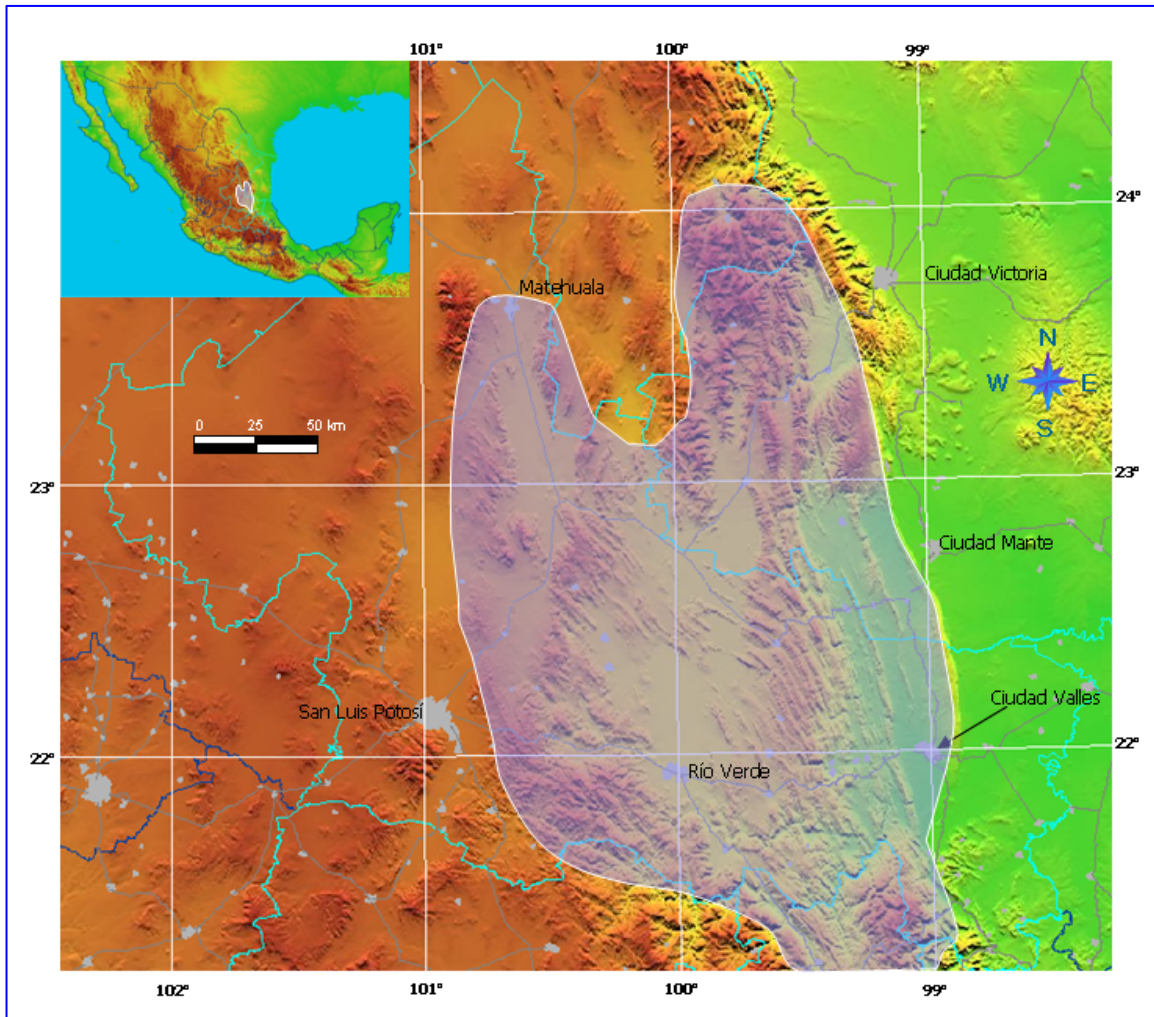 101°
100°
99°
24°
Ciudad Victoria
Matehuala
N
W E
S
0 25 50 km
23°
23°
Ciudad Mante
Ciudad Valles
San Luis Potosí
22°
22°
Río Verde
102°
101°
100°
99°